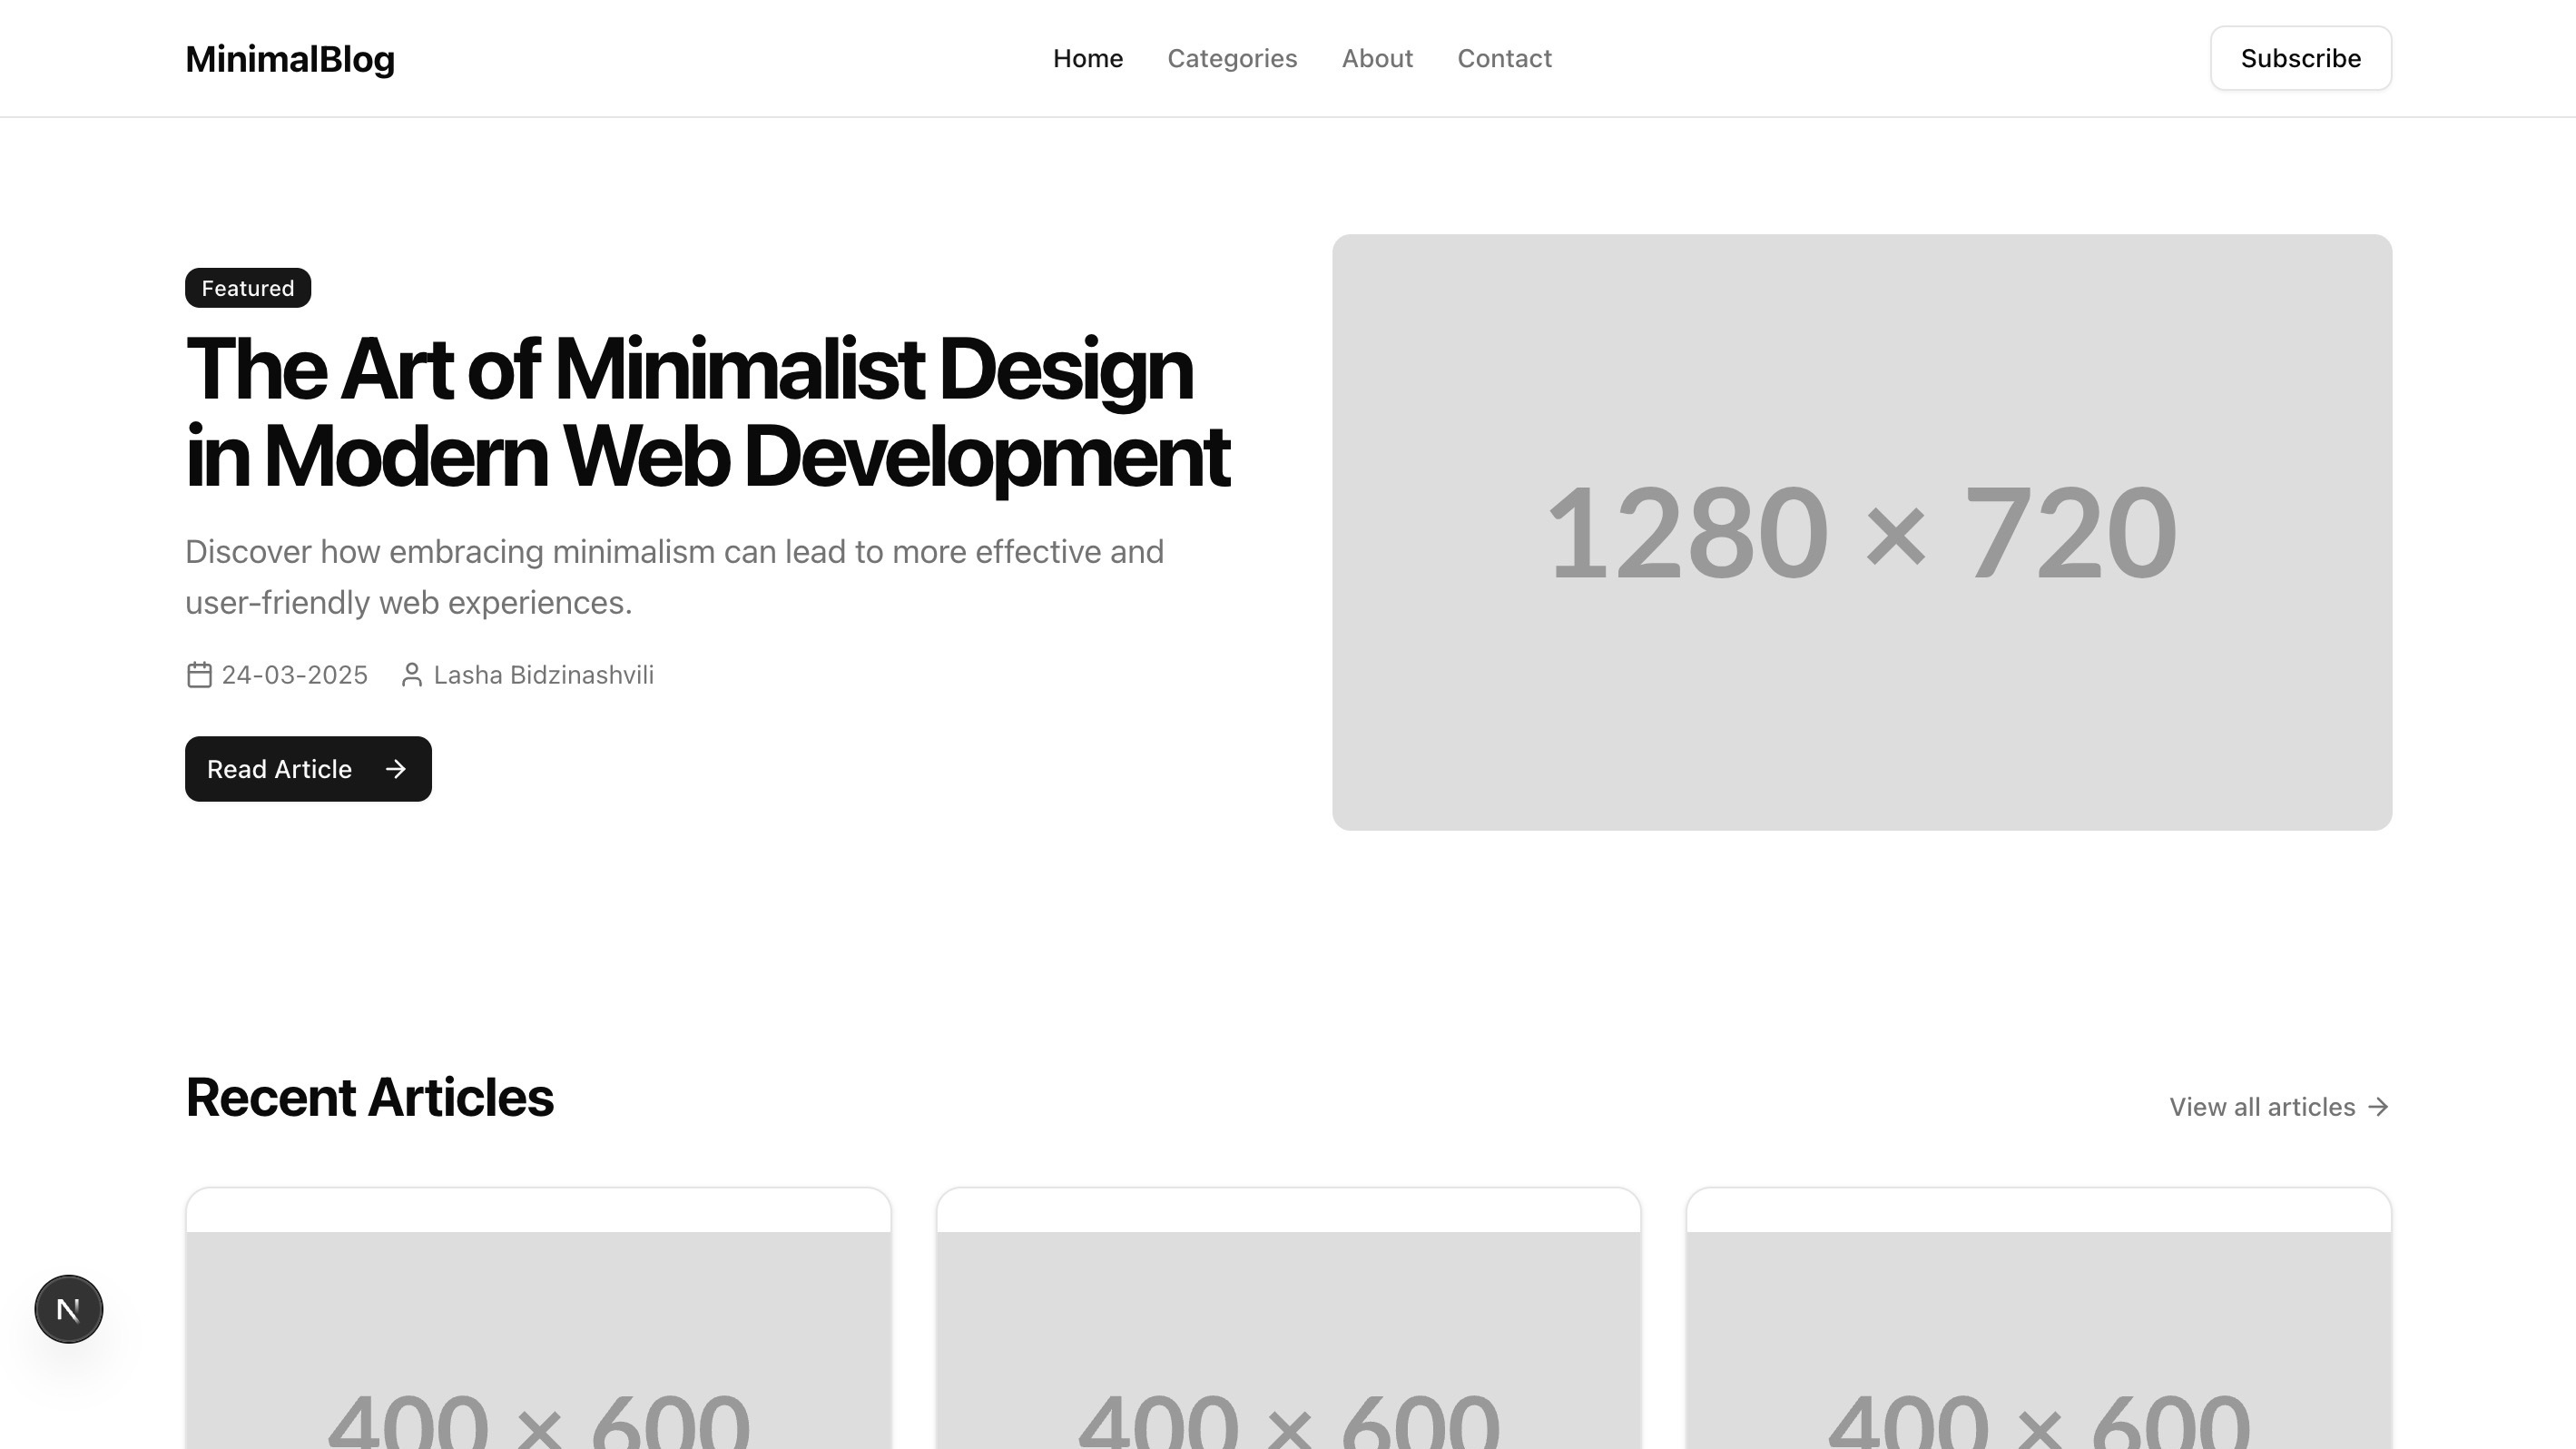 MinimalBlog
Home
Categories
About
Contact
Subscribe
Featured
The Art of Minimalist Design
in Modern Web Development
Discover how embracing minimalism can lead to more effective and
user-friendly web experiences.
24-03-2025
Lasha Bidzinashvili
Read Article
1280 × 720
Recent Articles
View all articles
400 × 600
400 × 600
400 × 600
N